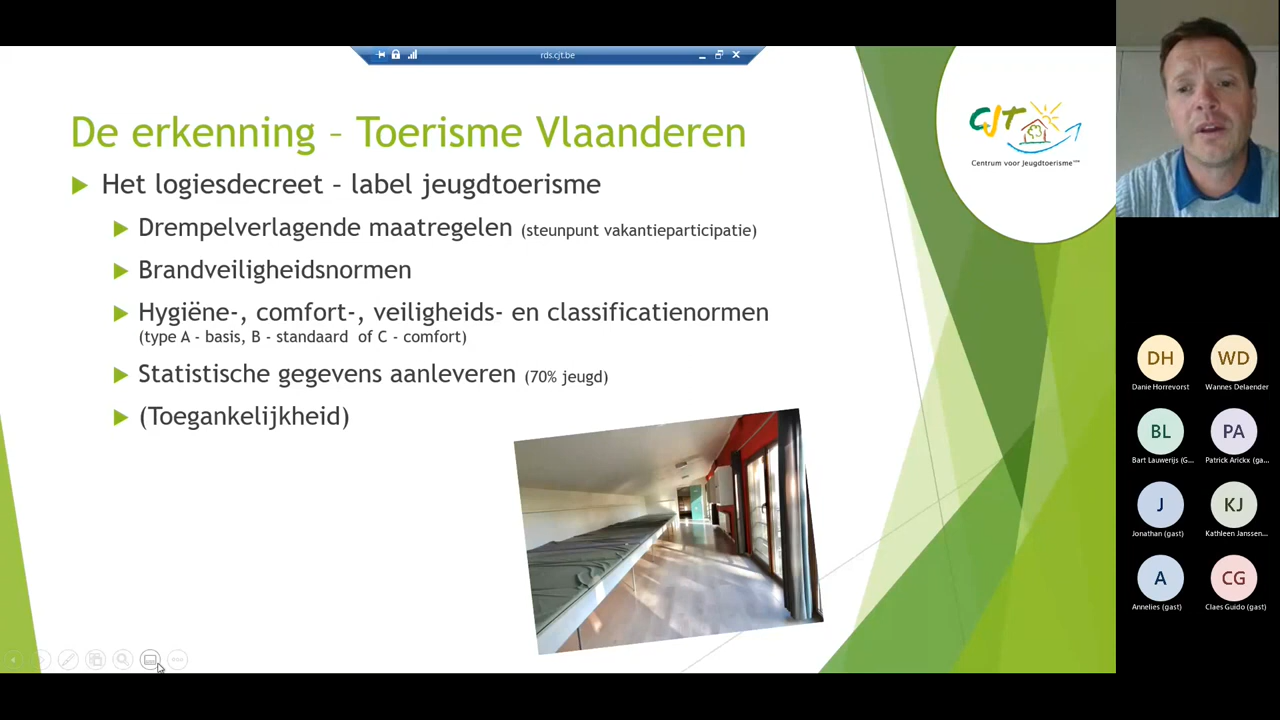 rds.cjt.be
De erkenning – Toerisme Vlaanderen
CJT
Centrum voor Jeugdtoerisme
Het logiesdecreet – label jeugdtoerisme
Drempelverlagende maatregelen (steunpunt vakantieparticipatie)
Brandveiligheidsnormen
Hygiëne-, comfort-, veiligheids- en classificatienormen
(type A - basis, B - standaard of C - comfort)
Statistische gegevens aanleveren (70% jeugd)
(Toegankelijkheid)
DH
WD
Danie Horrevorst
Wannes Delaender
BL
PA
Bart Lauwerijs (G...
Patrick Arickx (ga...
J
KJ
Jonathan (gast)
Kathleen Janssen...
A
CG
Annelies (gast)
Claes Guido (gast)